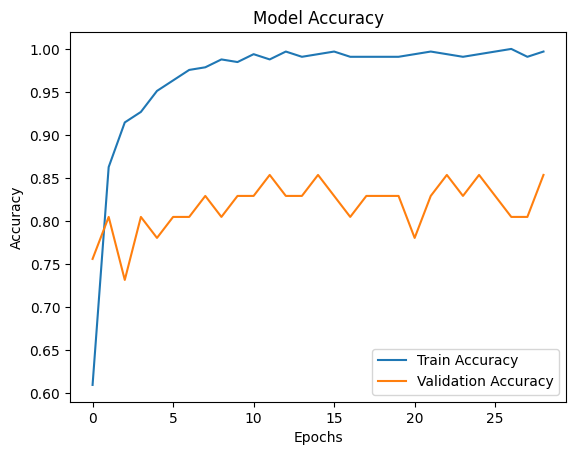 Model Accuracy
1.00
0.95
0.90
0.85
0.80
0.75
0.70
0.65
0.60
Accuracy
Train Accuracy
Validation Accuracy
0 5 10 15 20 25
Epochs